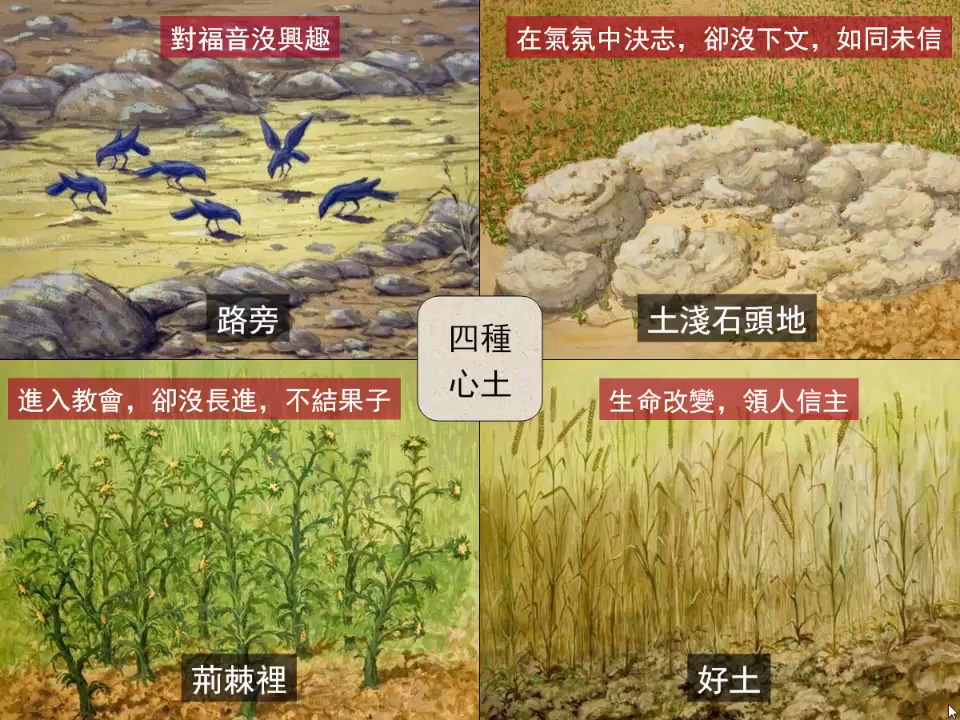 對福音沒興趣
在氣氛中決志，卻沒下文，如同未信
路旁
土淺石頭地
四種
心土
進入教會，卻沒長進，不結果子
生命改變，領人信主
荊棘裡
好土